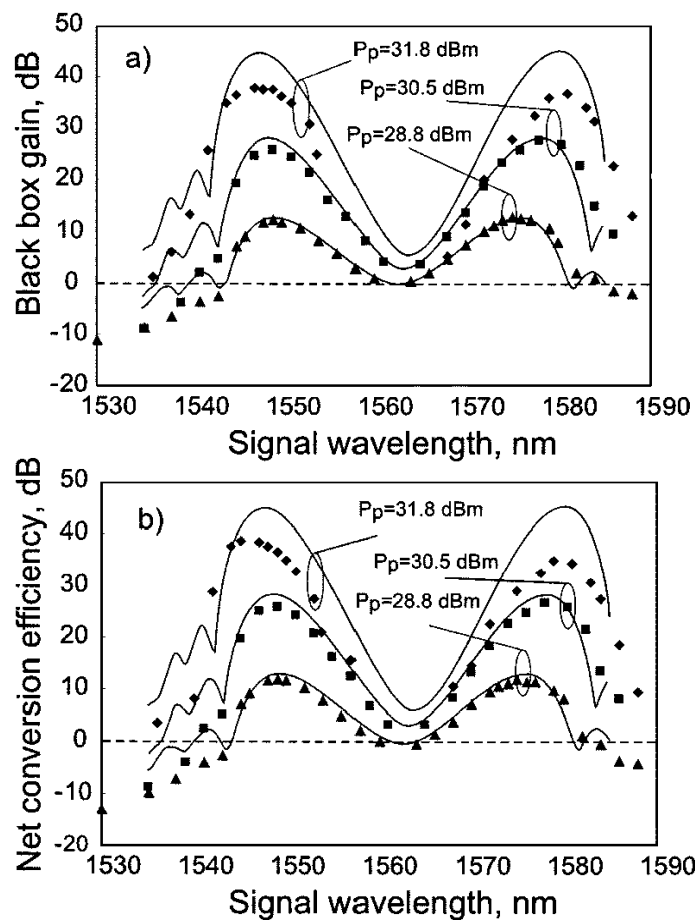 50
a)
Pp=31.8 dBm
40
Pp=30.5 dBm
30
Pp=28.8 dBm
20
10
0
-10
-20
Black box gain, dB
1530 1540 1550 1560 1570 1580 1590
Signal wavelength, nm
50
b)
Pp=31.8 dBm
40
Pp=30.5 dBm
30
Pp=28.8 dBm
20
10
0
-10
-20
Net conversion efficiency, dB
1530 1540 1550 1560 1570 1580 1590
Signal wavelength, nm